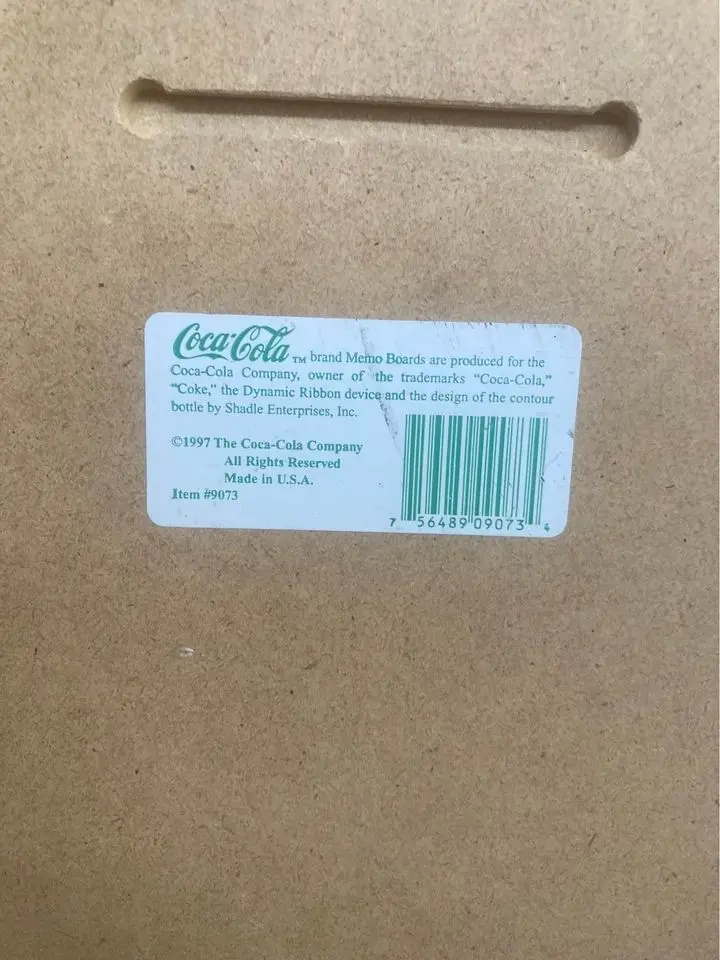 Coca-Cola TM brand Memo Boards are produced for the
Coca-Cola Company, owner of the trademarks “Coca-Cola,”
“Coke,” the Dynamic Ribbon device and the design of the contour
bottle by Shadle Enterprises, Inc.
©1997 The Coca-Cola Company
All Rights Reserved
Made in U.S.A.
Item #9073
7 56489 09073 4